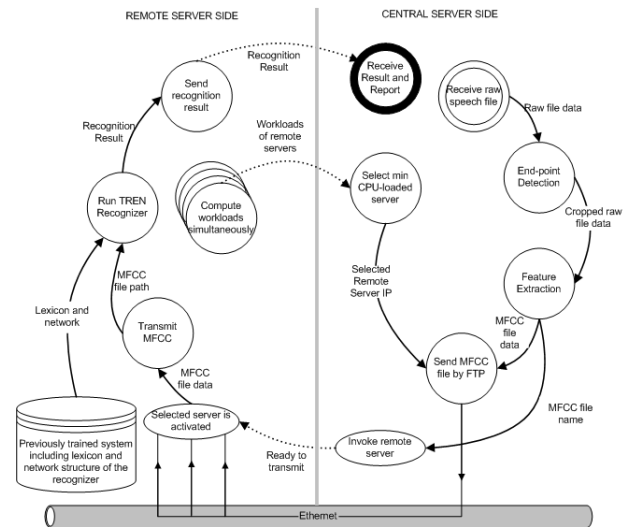 REMOTE SERVER SIDE
CENTRAL SERVER SIDE
Send
recognition
result
Recognition
Result
Receive
Result and
Report
Receive raw
speech file
Raw file data
Recognition
Result
Workloads
of remote
servers
Run TREN
Recognizer
Compute
workloads
simultaneously
Select min
CPU-loaded
server
End-point
Detection
Cropped raw
file data
MFCC
file path
Selected
Remote
Server IP
Feature
Extraction
Lexicon and
network
Transmit
MFCC
MFCC
file data
MFCC
file data
Send MFCC
file by FTP
Previously trained system
including lexicon and
network structure of the
recognizer
Selected server is
activated
Ready to
transmit
Invoke remote
server
MFCC file
name
Ethernet